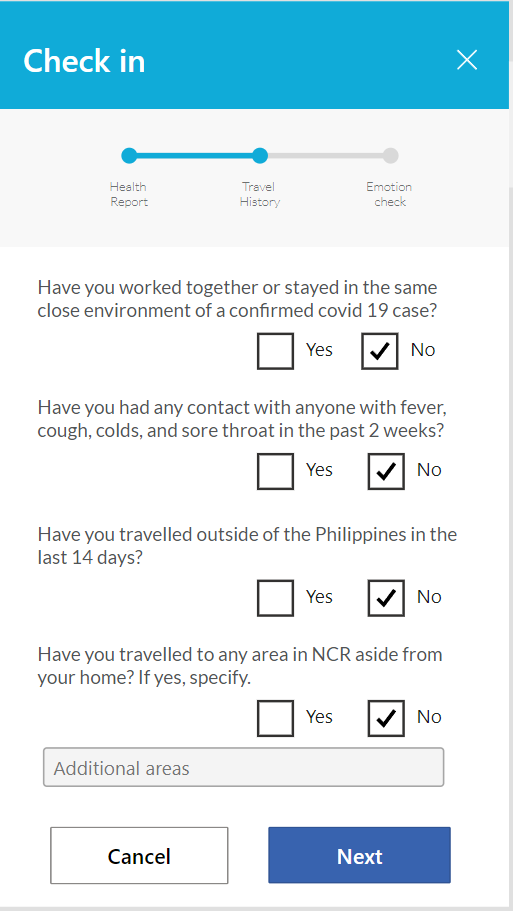 Check in
Health Travel Emotion
Report History check
Have you worked together or stayed in the same
close environment of a confirmed covid 19 case?
Yes No
Have you had any contact with anyone with fever,
cough, colds, and sore throat in the past 2 weeks?
Yes No
Have you travelled outside of the Philippines in the
last 14 days?
Yes No
Have you travelled to any area in NCR aside from
your home? If yes, specify.
Yes No
Additional areas
Cancel Next